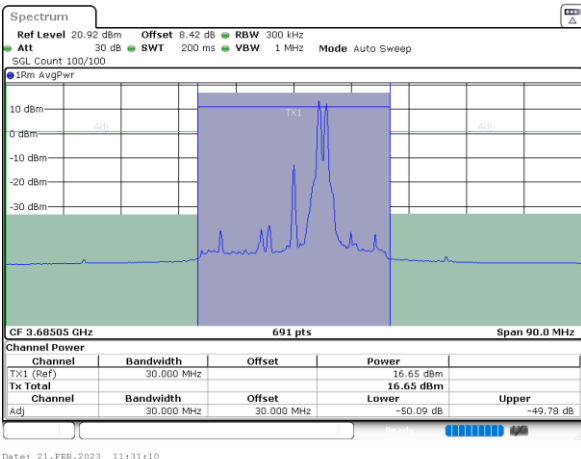 Spectrum
Ref Level 20.92 dBm Offset 8.42 dB RBW 300 kHz
Att 30 dB SWT 200 ms VBW 1 MHz Mode Auto Sweep
SGL Count 100/100
1Rm AvgPwr
TX1
10 dBm
Adj Adj
0 dBm
-10 dBm
-20 dBm
-30 dBm
CF 3.68505 GHz 691 pts Span 90.0 MHz
Channel Power
Channel Bandwidth Offset Power
TX1 (Ref) 30.000 MHz 16.65 dBm
Tx Total 16.65 dBm
Channel Bandwidth Offset Lower Upper
Adj 30.000 MHz 30.000 MHz -50.09 dB -49.78 dB
Ready
Date: 21.FEB.2023 11:31:10